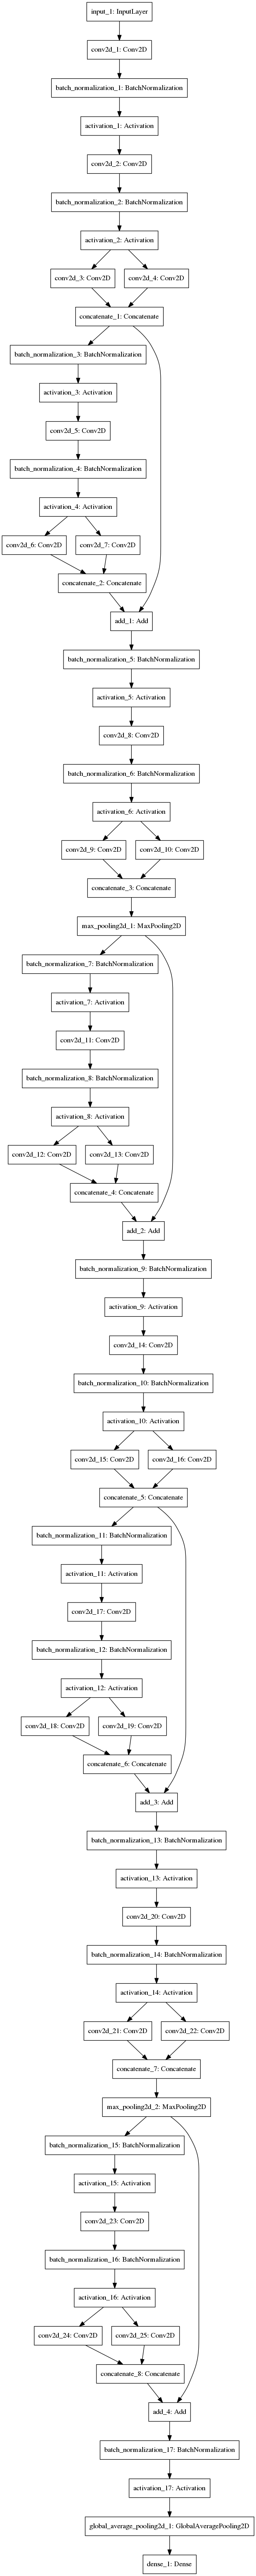 input_1: InputLayer
conv2d_1: Conv2D
batch_normalization_1: BatchNormalization
activation_1: Activation
conv2d_2: Conv2D
batch_normalization_2: BatchNormalization
activation_2: Activation
conv2d_3: Conv2D
conv2d_4: Conv2D
concatenate_1: Concatenate
batch_normalization_3: BatchNormalization
activation_3: Activation
conv2d_5: Conv2D
batch_normalization_4: BatchNormalization
activation_4: Activation
conv2d_6: Conv2D
conv2d_7: Conv2D
concatenate_2: Concatenate
add_1: Add
batch_normalization_5: BatchNormalization
activation_5: Activation
conv2d_8: Conv2D
batch_normalization_6: BatchNormalization
activation_6: Activation
conv2d_9: Conv2D
conv2d_10: Conv2D
concatenate_3: Concatenate
max_pooling2d_1: MaxPooling2D
batch_normalization_7: BatchNormalization
activation_7: Activation
conv2d_11: Conv2D
batch_normalization_8: BatchNormalization
activation_8: Activation
conv2d_12: Conv2D
conv2d_13: Conv2D
concatenate_4: Concatenate
add_2: Add
batch_normalization_9: BatchNormalization
activation_9: Activation
conv2d_14: Conv2D
batch_normalization_10: BatchNormalization
activation_10: Activation
conv2d_15: Conv2D
conv2d_16: Conv2D
concatenate_5: Concatenate
batch_normalization_11: BatchNormalization
activation_11: Activation
conv2d_17: Conv2D
batch_normalization_12: BatchNormalization
activation_12: Activation
conv2d_18: Conv2D
conv2d_19: Conv2D
concatenate_6: Concatenate
add_3: Add
batch_normalization_13: BatchNormalization
activation_13: Activation
conv2d_20: Conv2D
batch_normalization_14: BatchNormalization
activation_14: Activation
conv2d_21: Conv2D
conv2d_22: Conv2D
concatenate_7: Concatenate
max_pooling2d_2: MaxPooling2D
batch_normalization_15: BatchNormalization
activation_15: Activation
conv2d_23: Conv2D
batch_normalization_16: BatchNormalization
activation_16: Activation
conv2d_24: Conv2D
conv2d_25: Conv2D
concatenate_8: Concatenate
add_4: Add
batch_normalization_17: BatchNormalization
activation_17: Activation
global_average_pooling2d_1: GlobalAveragePooling2D
dense_1: Dense